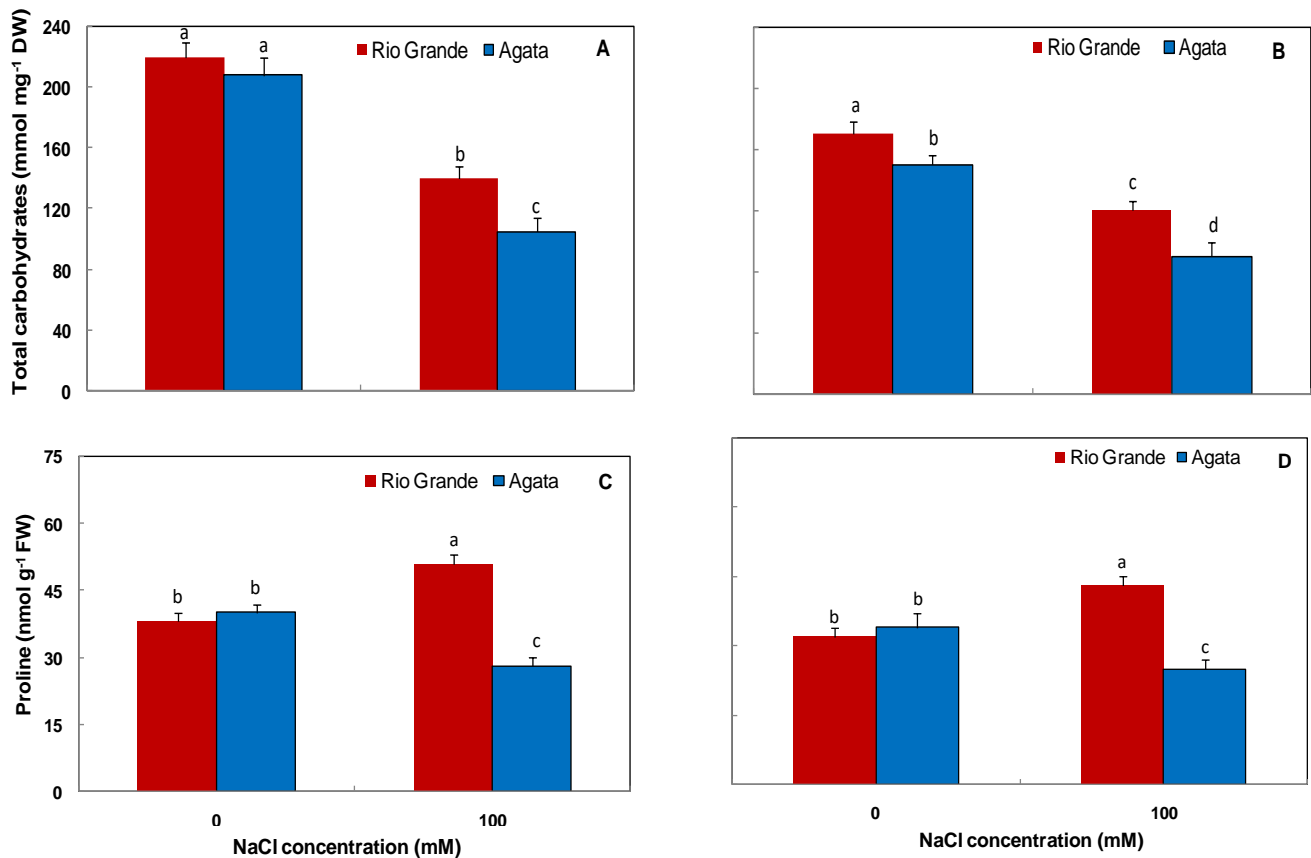 Total carbohydrates (mmol mg⁻¹ DW)
240
200
160
120
80
40
0
Rio Grande Agata A
a a
b
c
Rio Grande Agata B
a
b
c
d
Proline (nmol g⁻¹ FW)
75
60
45
30
15
0
Rio Grande Agata C
b b
a
c
0 100
NaCl concentration (mM)
Rio Grande Agata D
b b
a
c
0 100
NaCl concentration (mM)